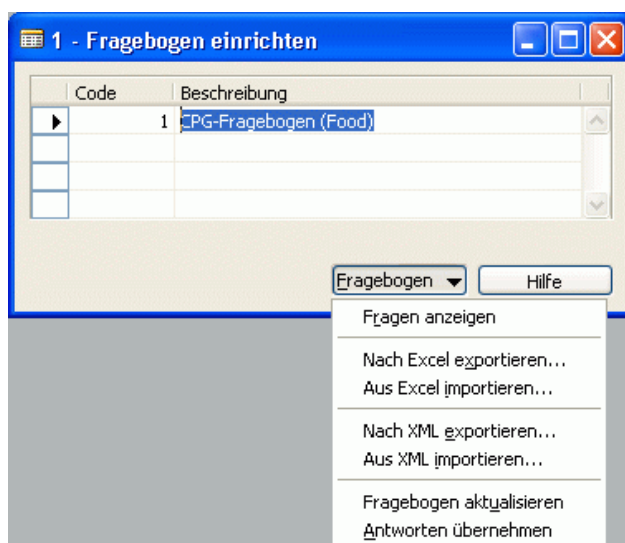 1 - Fragebogen einrichten
Code Beschreibung
1 CPG-Fragebogen (Food)
Fragebogen Hilfe
Fragen anzeigen
Nach Excel exportieren...
Aus Excel importieren...
Nach XML exportieren...
Aus XML importieren...
Fragebogen aktualisieren
Antworten übernehmen